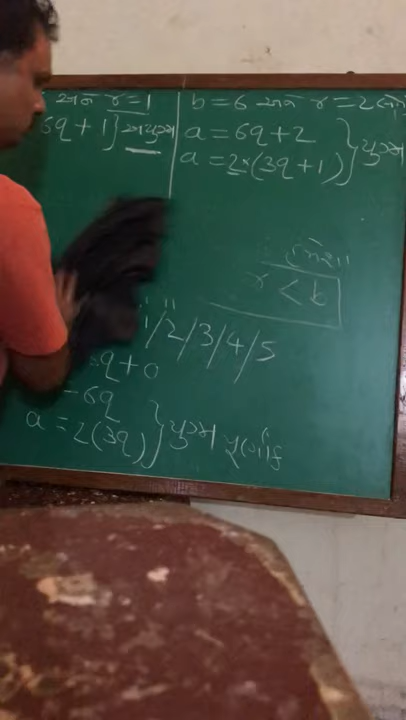 અને r = 1
6q + 1} અયુગ્મ
b = 6 અને r = 2
a = 6q + 2
a = 2×(3q + 1) } યુગ્મ
r < b
1/2/3/4/5
q + 0
= 6q
a = 2(3q) } યુગ્મ પૂર્ણાંક